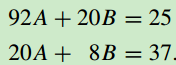 92A + 20B = 25
20A + 8B = 37.